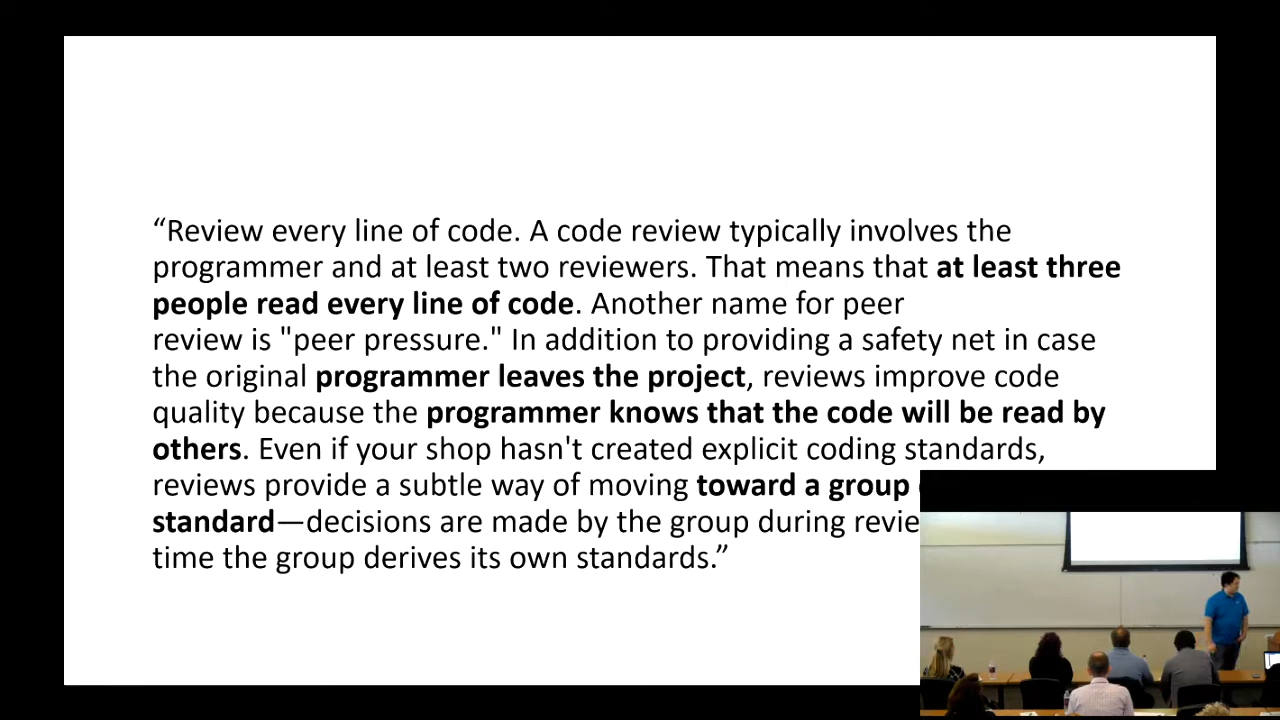 “Review every line of code. A code review typically involves the
programmer and at least two reviewers. That means that at least three
people read every line of code. Another name for peer
review is "peer pressure." In addition to providing a safety net in case
the original programmer leaves the project, reviews improve code
quality because the programmer knows that the code will be read by
others. Even if your shop hasn't created explicit coding standards,
reviews provide a subtle way of moving toward a group
standard—decisions are made by the group during
time the group derives its own standards.”